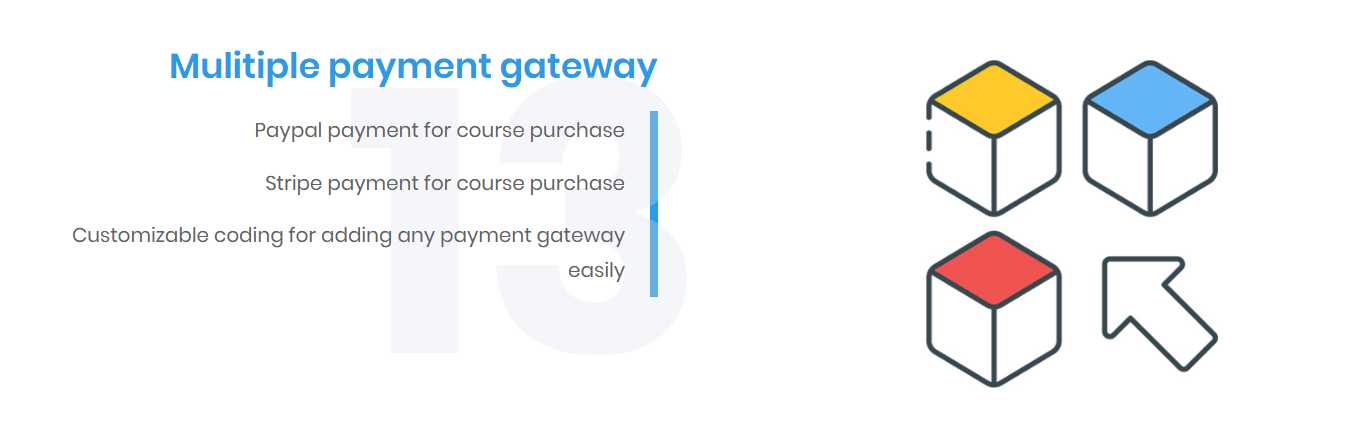 Mulitiple payment gateway
13
Paypal payment for course purchase
Stripe payment for course purchase
Customizable coding for adding any payment gateway
easily